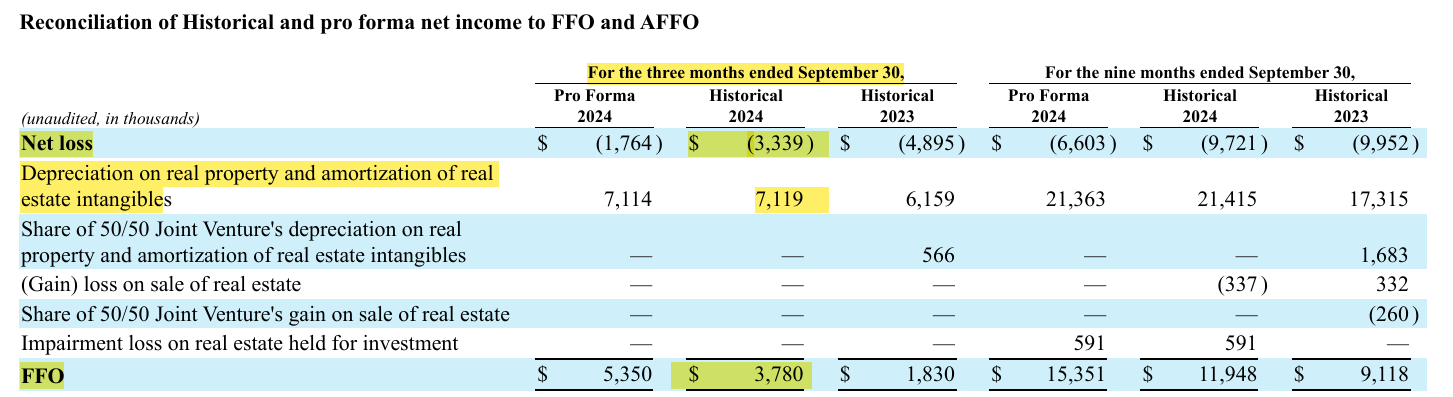 Reconciliation of Historical and pro forma net income to FFO and AFFO
For the three months ended September 30, For the nine months ended September 30,
Pro Forma Historical Historical Pro Forma Historical Historical
(unaudited, in thousands) 2024 2024 2023 2024 2024 2023
Net loss $ (1,764) $ (3,339) $ (4,895) $ (6,603) $ (9,721) $ (9,952)
Depreciation on real property and amortization of real
estate intangibles 7,114 7,119 6,159 21,363 21,415 17,315
Share of 50/50 Joint Venture's depreciation on real
property and amortization of real estate intangibles — — 566 — — 1,683
(Gain) loss on sale of real estate — — — — (337) 332
Share of 50/50 Joint Venture's gain on sale of real estate — — — — — (260)
Impairment loss on real estate held for investment — — — 591 591 —
FFO $ 5,350 $ 3,780 $ 1,830 $ 15,351 $ 11,948 $ 9,118